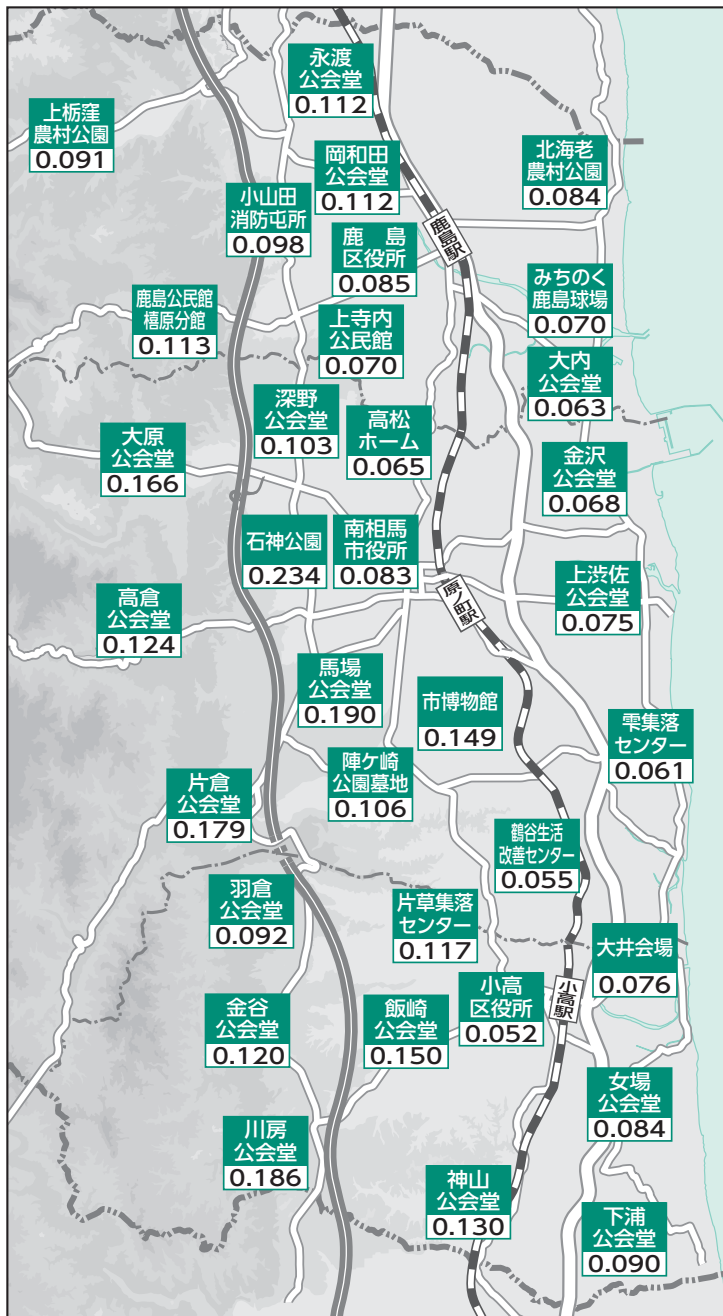 永渡
公会堂
0.112
上栃窪
農村公園
0.091
岡和田
公会堂
0.112
北海老
農村公園
0.084
小山田
消防屯所
0.098
鹿島駅
鹿　島
区役所
0.085
みちのく
鹿島球場
0.070
鹿島公民館
橲原分館
0.113
上寺内
公民館
0.070
大内
公会堂
0.063
深野
公会堂
0.103
高松
ホーム
0.065
大原
公会堂
0.166
金沢
公会堂
0.068
石神公園
0.234
南相馬
市役所
0.083
原ノ町駅
上渋佐
公会堂
0.075
高倉
公会堂
0.124
馬場
公会堂
0.190
市博物館
0.149
雫集落
センター
0.061
陣ケ崎
公園墓地
0.106
片倉
公会堂
0.179
鶴谷生活
改善センター
0.055
羽倉
公会堂
0.092
片草集落
センター
0.117
大井会場
0.076
小高
区役所
0.052
小高駅
金谷
公会堂
0.120
飯崎
公会堂
0.150
女場
公会堂
0.084
川房
公会堂
0.186
神山
公会堂
0.130
下浦
公会堂
0.090